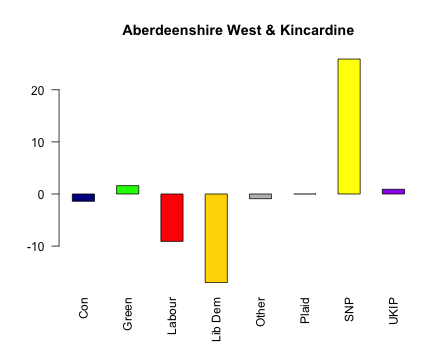 Aberdeenshire West & Kincardine
20
10
0
-10
Con
Green
Labour
Lib Dem
Other
Plaid
SNP
UKIP